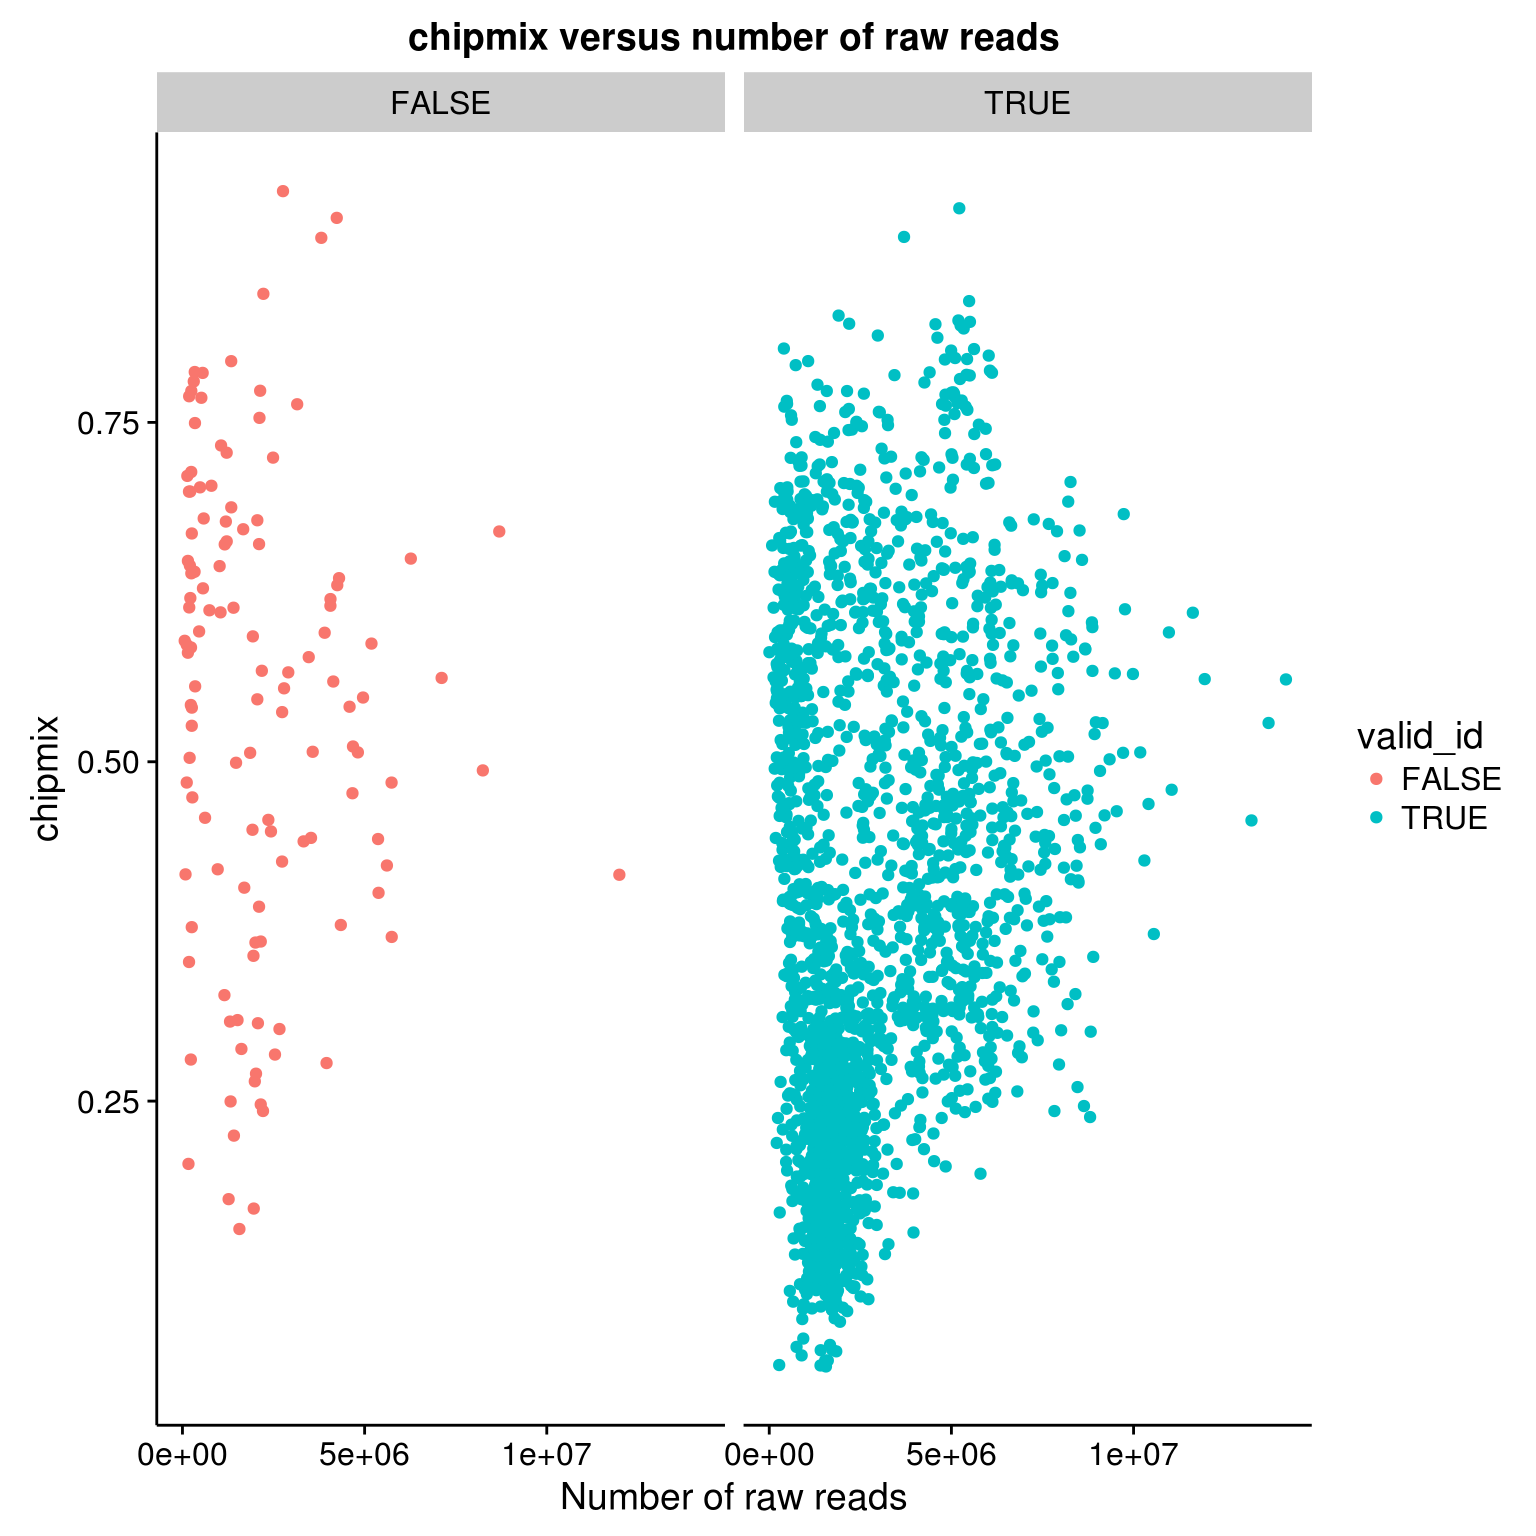 chipmix versus number of raw reads
FALSE
TRUE
chipmix
0.75
0.50
0.25
0e+00
5e+06
1e+07
0e+00
5e+06
1e+07
Number of raw reads
valid_id
FALSE
TRUE